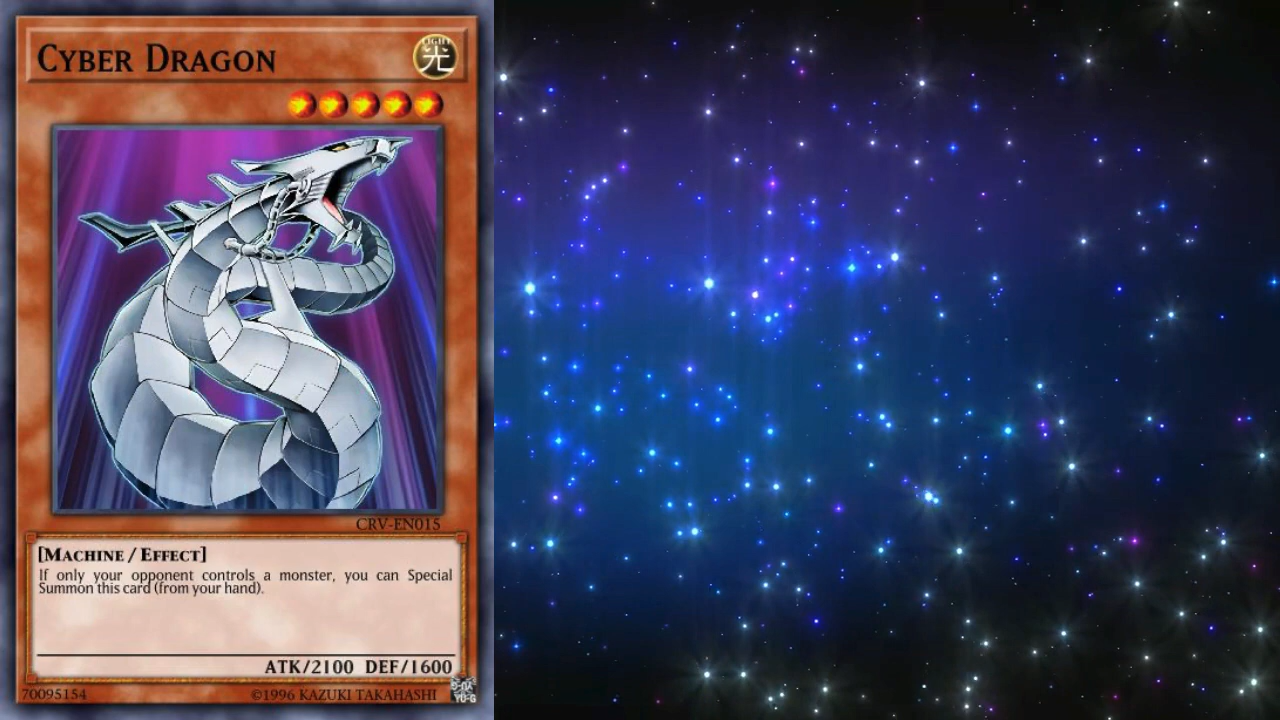 CYBER DRAGON
LIGHT
光
CRV-EN015
[MACHINE / EFFECT]
If only your opponent controls a monster, you can Special
Summon this card (from your hand).
ATK/2100 DEF/1600
70095154
©1996 KAZUKI TAKAHASHI